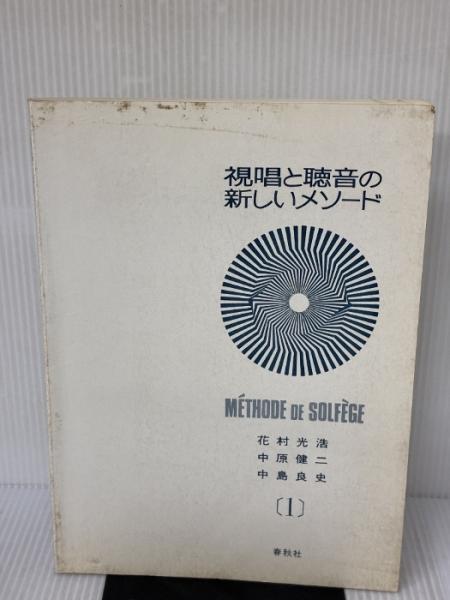 視唱と聴音の
新しいメソード
MÉTHODE DE SOLFÈGE
花村光浩
中原健二
中島良史
〔1〕
春秋社